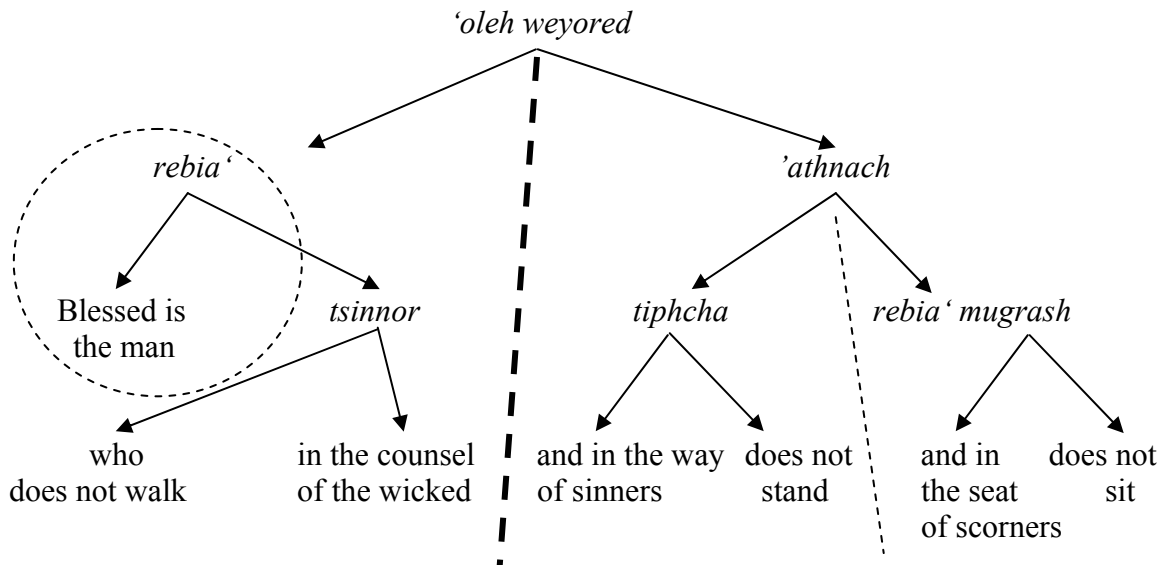 ‘oleh weyored
rebia‘
’athnach
Blessed is
the man
tsinnor
tiphcha
rebia‘ mugrash
who
does not walk
in the counsel
of the wicked
and in the way
of sinners
does not
stand
and in
the seat
of scorners
does not
sit